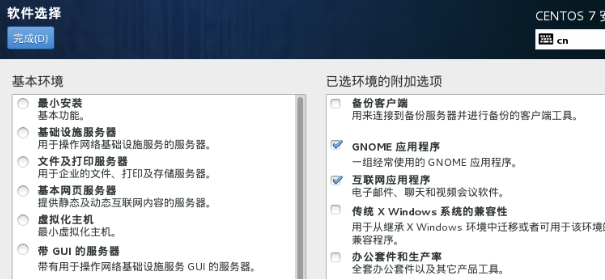 软件选择
CENTOS 7 安
完成(D)
cn
基本环境
已选环境的附加选项
最小安装
基本功能。
基础设施服务器
用于操作网络基础设施服务的服务器。
文件及打印服务器
用于企业的文件、打印及存储服务器。
基本网页服务器
提供静态及动态互联网内容的服务器。
虚拟化主机
最小虚拟化主机。
带 GUI 的服务器
带有用于操作网络基础设施服务 GUI 的服务器。
备份客户端
用来连接到备份服务器并进行备份的客户端工具。
GNOME 应用程序
一组经常使用的 GNOME 应用程序。
互联网应用程序
电子邮件、聊天和视频会议软件。
传统 X Windows 系统的兼容性
用于从继承 X Windows 环境中迁移或者可用于该环境的
兼容程序。
办公套件和生产率
全套办公套件以及其它产品工具。